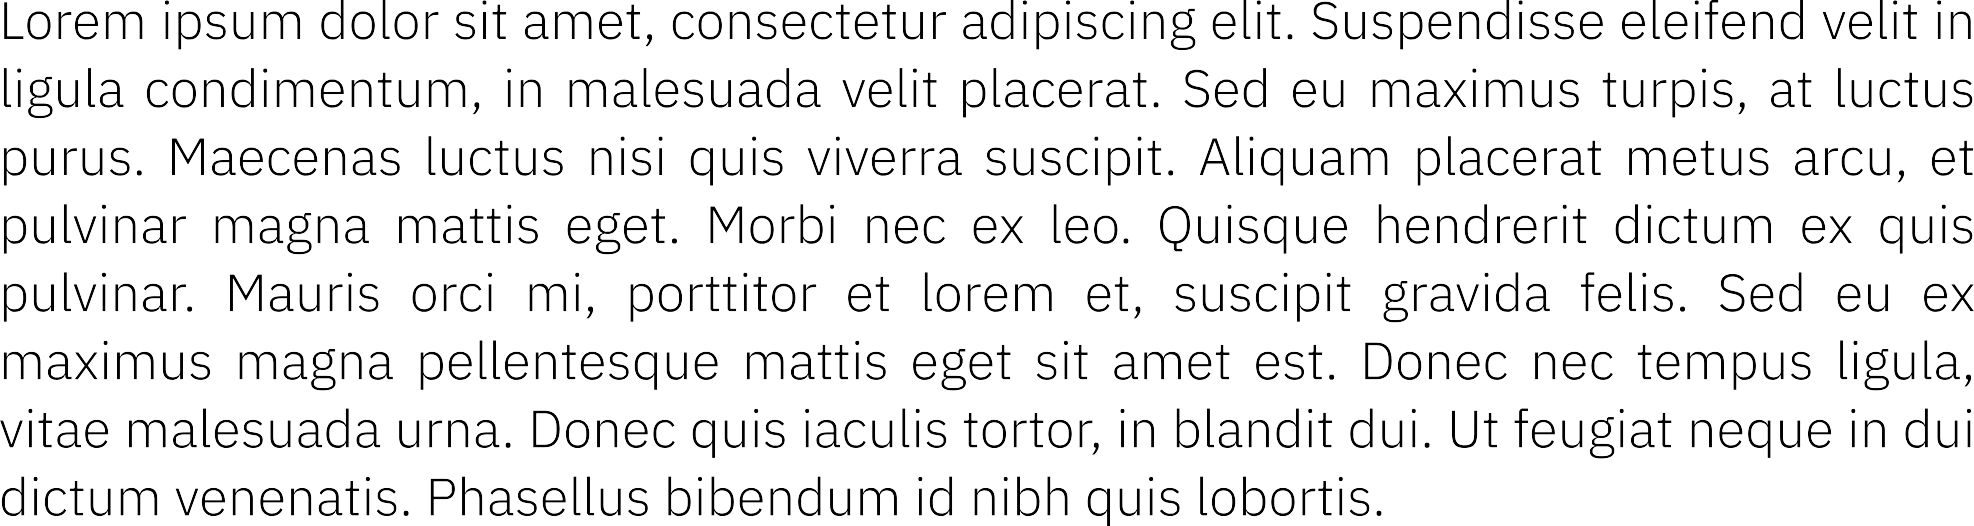 Lorem ipsum dolor sit amet, consectetur adipiscing elit. Suspendisse eleifend velit in
ligula condimentum, in malesuada velit placerat. Sed eu maximus turpis, at luctus
purus. Maecenas luctus nisi quis viverra suscipit. Aliquam placerat metus arcu, et
pulvinar magna mattis eget. Morbi nec ex leo. Quisque hendrerit dictum ex quis
pulvinar. Mauris orci mi, porttitor et lorem et, suscipit gravida felis. Sed eu ex
maximus magna pellentesque mattis eget sit amet est. Donec nec tempus ligula,
vitae malesuada urna. Donec quis iaculis tortor, in blandit dui. Ut feugiat neque in dui
dictum venenatis. Phasellus bibendum id nibh quis lobortis.